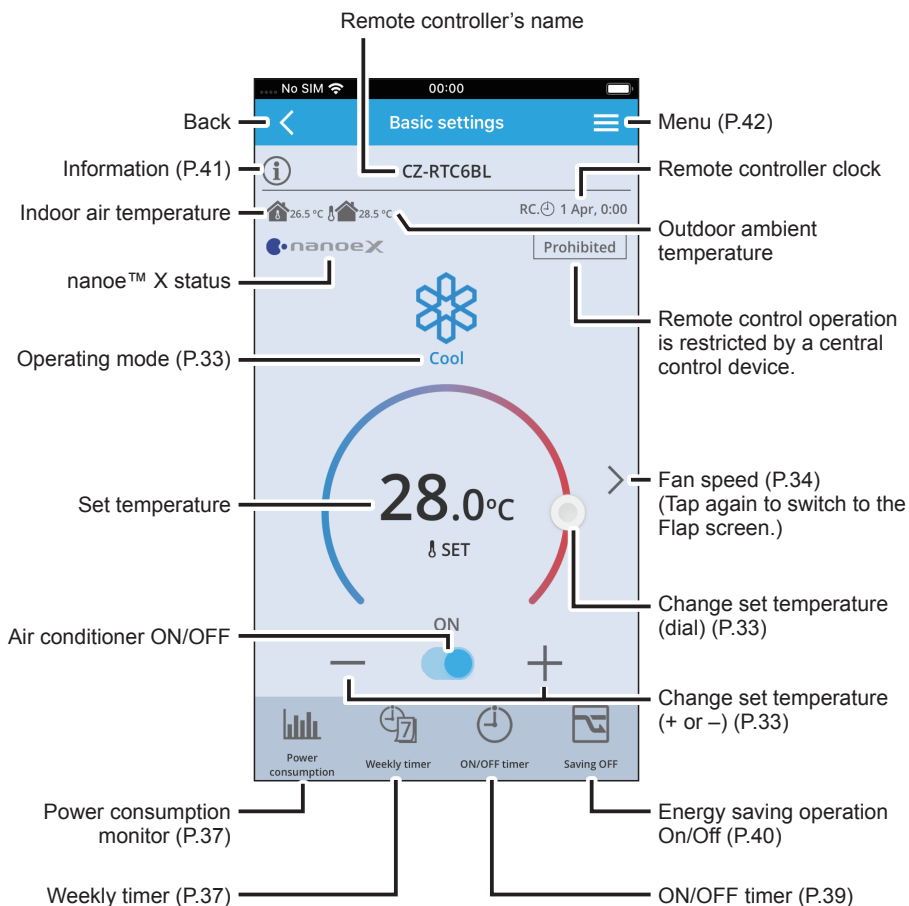 Remote controller's name
No SIM 00:00
Back
Basic settings
Menu (P.42)
Information (P.41)
CZ-RTC6BL
Remote controller clock
Indoor air temperature
26.5 °C 28.5 °C
RC. 1 Apr, 0:00
Outdoor ambient
temperature
nanoeX
Prohibited
nanoe™ X status
Remote control operation
is restricted by a central
control device.
Operating mode (P.33)
Cool
Set temperature
28.0°C
SET
Fan speed (P.34)
(Tap again to switch to the
Flap screen.)
Change set temperature
(dial) (P.33)
Air conditioner ON/OFF
ON
— +
Change set temperature
(+ or –) (P.33)
7
Power
consumption
Weekly timer
ON/OFF timer
Saving OFF
Power consumption
monitor (P.37)
Energy saving operation
On/Off (P.40)
Weekly timer (P.37)
ON/OFF timer (P.39)